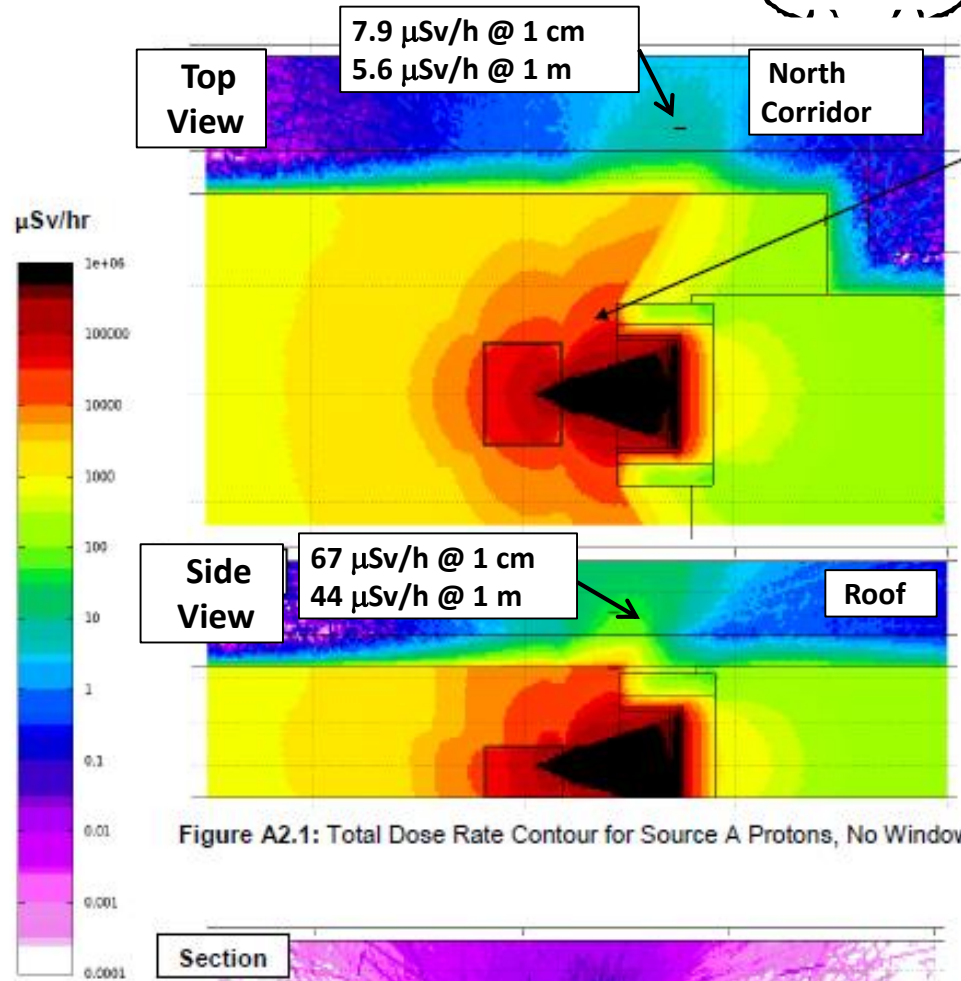 7.9 μSv/h @ 1 cm
5.6 μSv/h @ 1 m
Top
View
North
Corridor
μSv/hr
1e+06
100000
10000
1000
100
10
1
0.1
0.01
0.001
0.0001
Side
View
67 μSv/h @ 1 cm
44 μSv/h @ 1 m
Roof
Figure A2.1: Total Dose Rate Contour for Source A Protons, No Window
Section